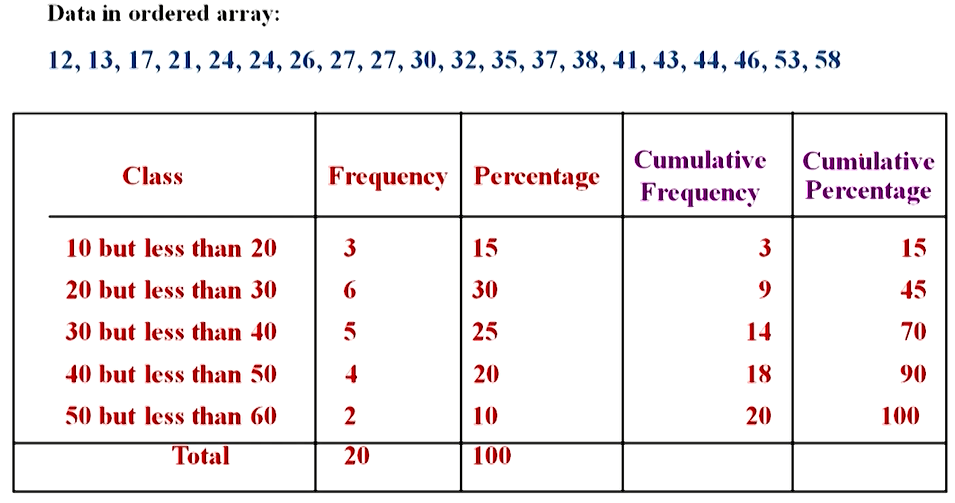 Data in ordered array:
12, 13, 17, 21, 24, 24, 26, 27, 27, 30, 32, 35, 37, 38, 41, 43, 44, 46, 53, 58
Class Frequency Percentage Cumulative Frequency Cumulative Percentage
10 but less than 20 3 15 3 15
20 but less than 30 6 30 9 45
30 but less than 40 5 25 14 70
40 but less than 50 4 20 18 90
50 but less than 60 2 10 20 100
Total 20 100